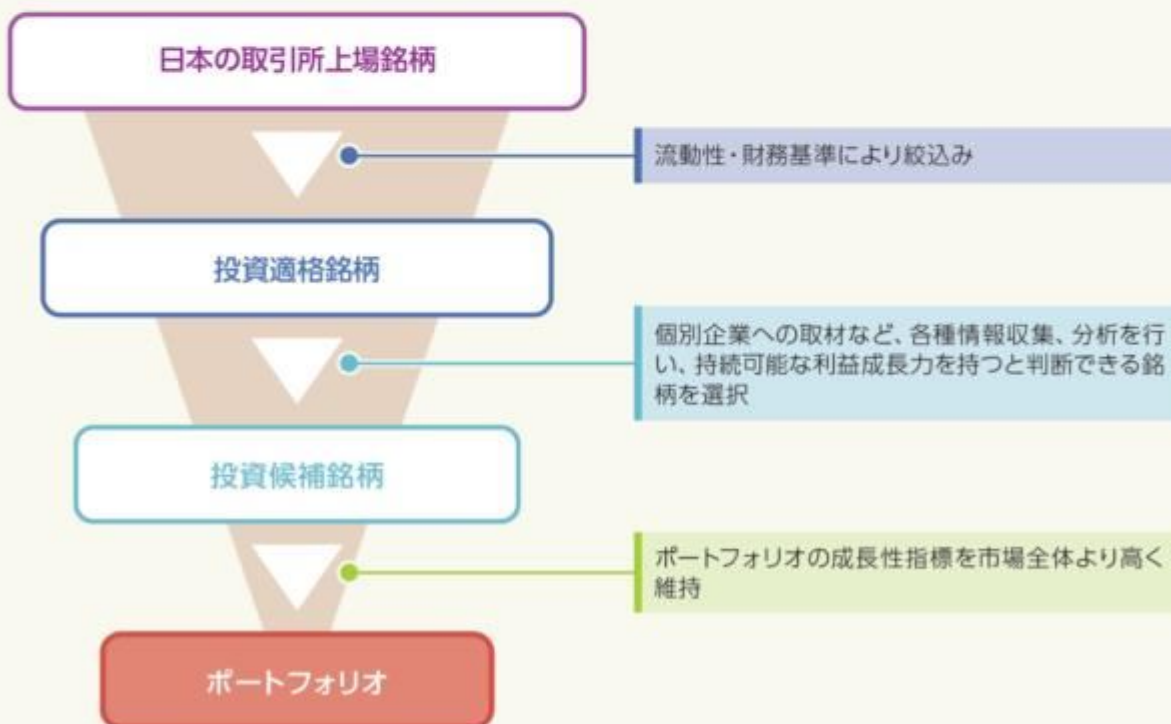 日本の取引所上場銘柄
流動性・財務基準により絞込み
投資適格銘柄
個別企業への取材など、各種情報収集、分析を行
い、持続可能な利益成長力を持つと判断できる銘
柄を選択
投資候補銘柄
ポートフォリオの成長性指標を市場全体より高く
維持
ポートフォリオ